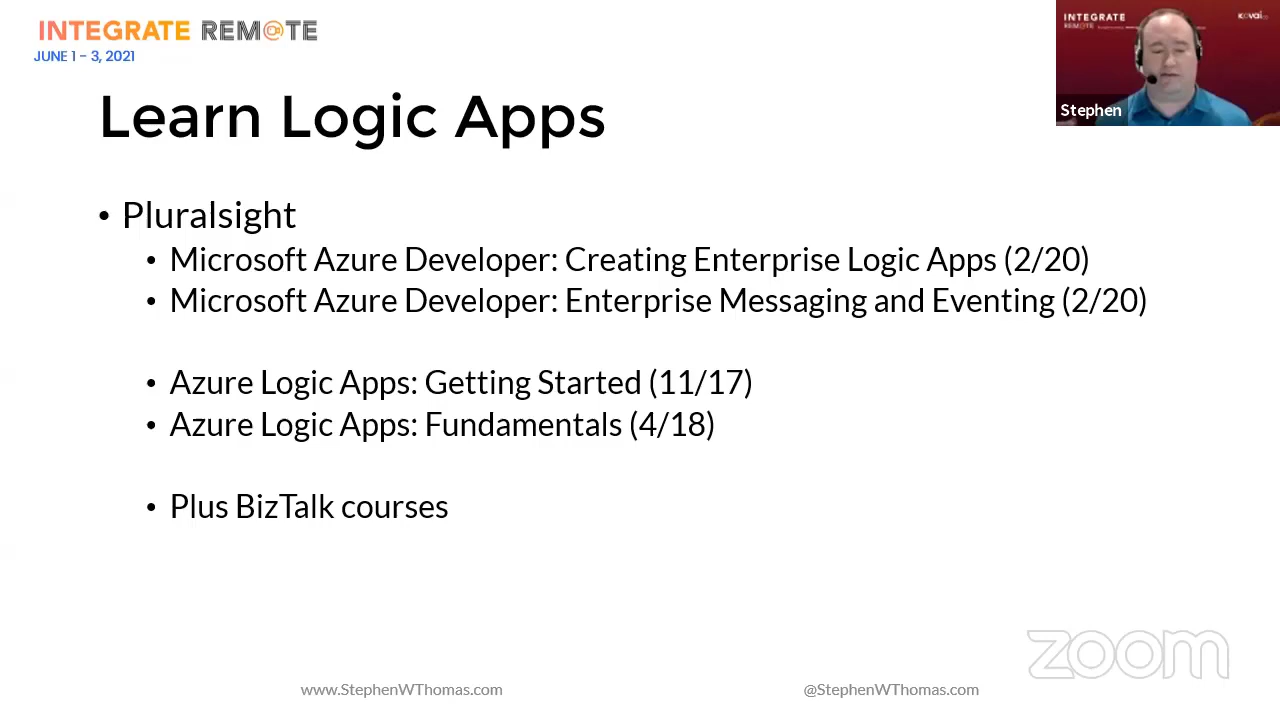 INTEGRATE REMOTE
JUNE 1 - 3, 2021
INTEGRATE
REMOTE
kovai
Stephen
Learn Logic Apps
• Pluralsight
• Microsoft Azure Developer: Creating Enterprise Logic Apps (2/20)
• Microsoft Azure Developer: Enterprise Messaging and Eventing (2/20)
• Azure Logic Apps: Getting Started (11/17)
• Azure Logic Apps: Fundamentals (4/18)
• Plus BizTalk courses
zoom
www.StephenWThomas.com
@StephenWThomas.com